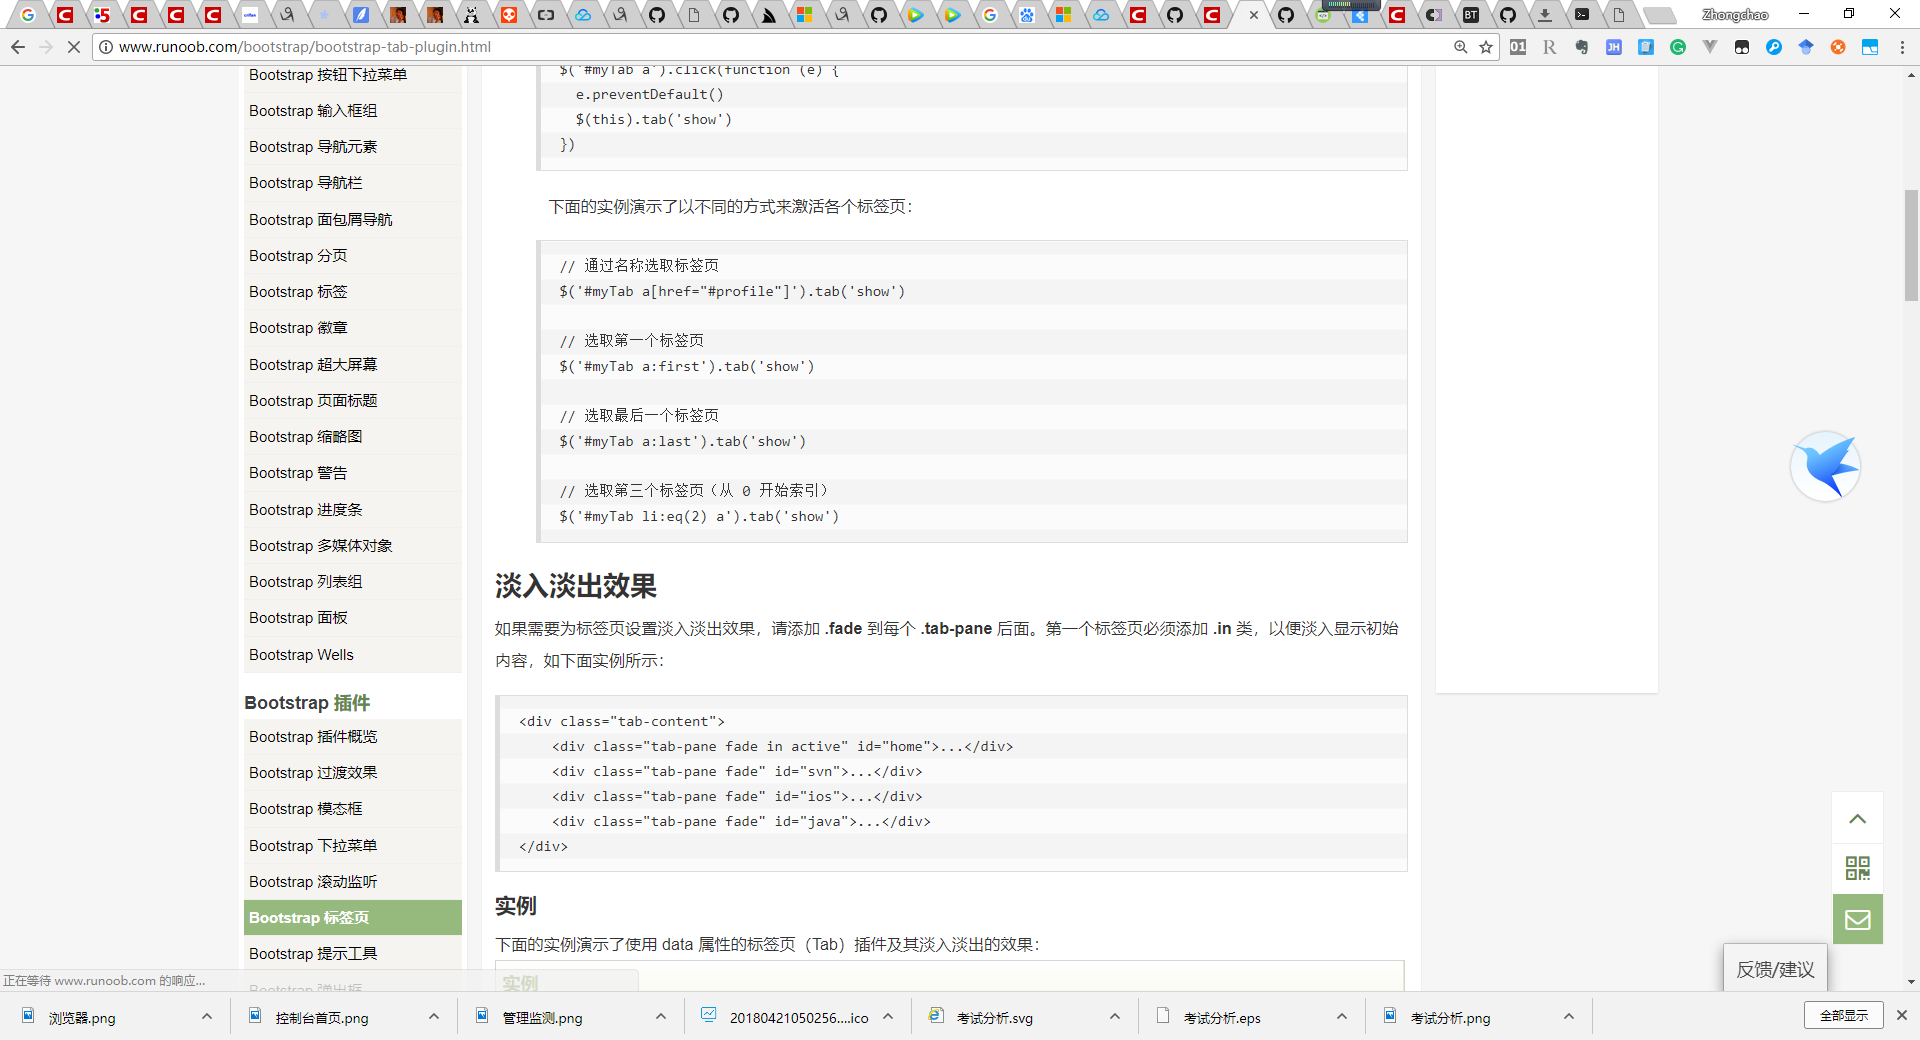 Zhongchao
www.runoob.com/bootstrap/bootstrap-tab-plugin.html
Bootstrap 按钮下拉菜单
Bootstrap 输入框组
Bootstrap 导航元素
Bootstrap 导航栏
Bootstrap 面包屑导航
Bootstrap 分页
Bootstrap 标签
Bootstrap 徽章
Bootstrap 超大屏幕
Bootstrap 页面标题
Bootstrap 缩略图
Bootstrap 警告
Bootstrap 进度条
Bootstrap 多媒体对象
Bootstrap 列表组
Bootstrap 面板
Bootstrap Wells
Bootstrap 插件
Bootstrap 插件概览
Bootstrap 过渡效果
Bootstrap 模态框
Bootstrap 下拉菜单
Bootstrap 滚动监听
Bootstrap 标签页
Bootstrap 提示工具
Bootstrap 弹出框
$('#myTab a').click(function (e) {
e.preventDefault()
$(this).tab('show')
})
下面的实例演示了以不同的方式来激活各个标签页：
// 通过名称选取标签页
$('#myTab a[href="#profile"]').tab('show')
// 选取第一个标签页
$('#myTab a:first').tab('show')
// 选取最后一个标签页
$('#myTab a:last').tab('show')
// 选取第三个标签页（从 0 开始索引）
$('#myTab li:eq(2) a').tab('show')
淡入淡出效果
如果需要为标签页设置淡入淡出效果，请添加 .fade 到每个 .tab-pane 后面。第一个标签页必须添加 .in 类，以便淡入显示初始
内容，如下面实例所示：
<div class="tab-content">
<div class="tab-pane fade in active" id="home">...</div>
<div class="tab-pane fade" id="svn">...</div>
<div class="tab-pane fade" id="ios">...</div>
<div class="tab-pane fade" id="java">...</div>
</div>
实例
下面的实例演示了使用 data 属性的标签页（Tab）插件及其淡入淡出的效果：
实例
反馈/建议
正在等待 www.runoob.com 的响应...
浏览器.png
控制台首页.png
管理监测.png
20180421050256....ico
考试分析.svg
考试分析.eps
考试分析.png
全部显示